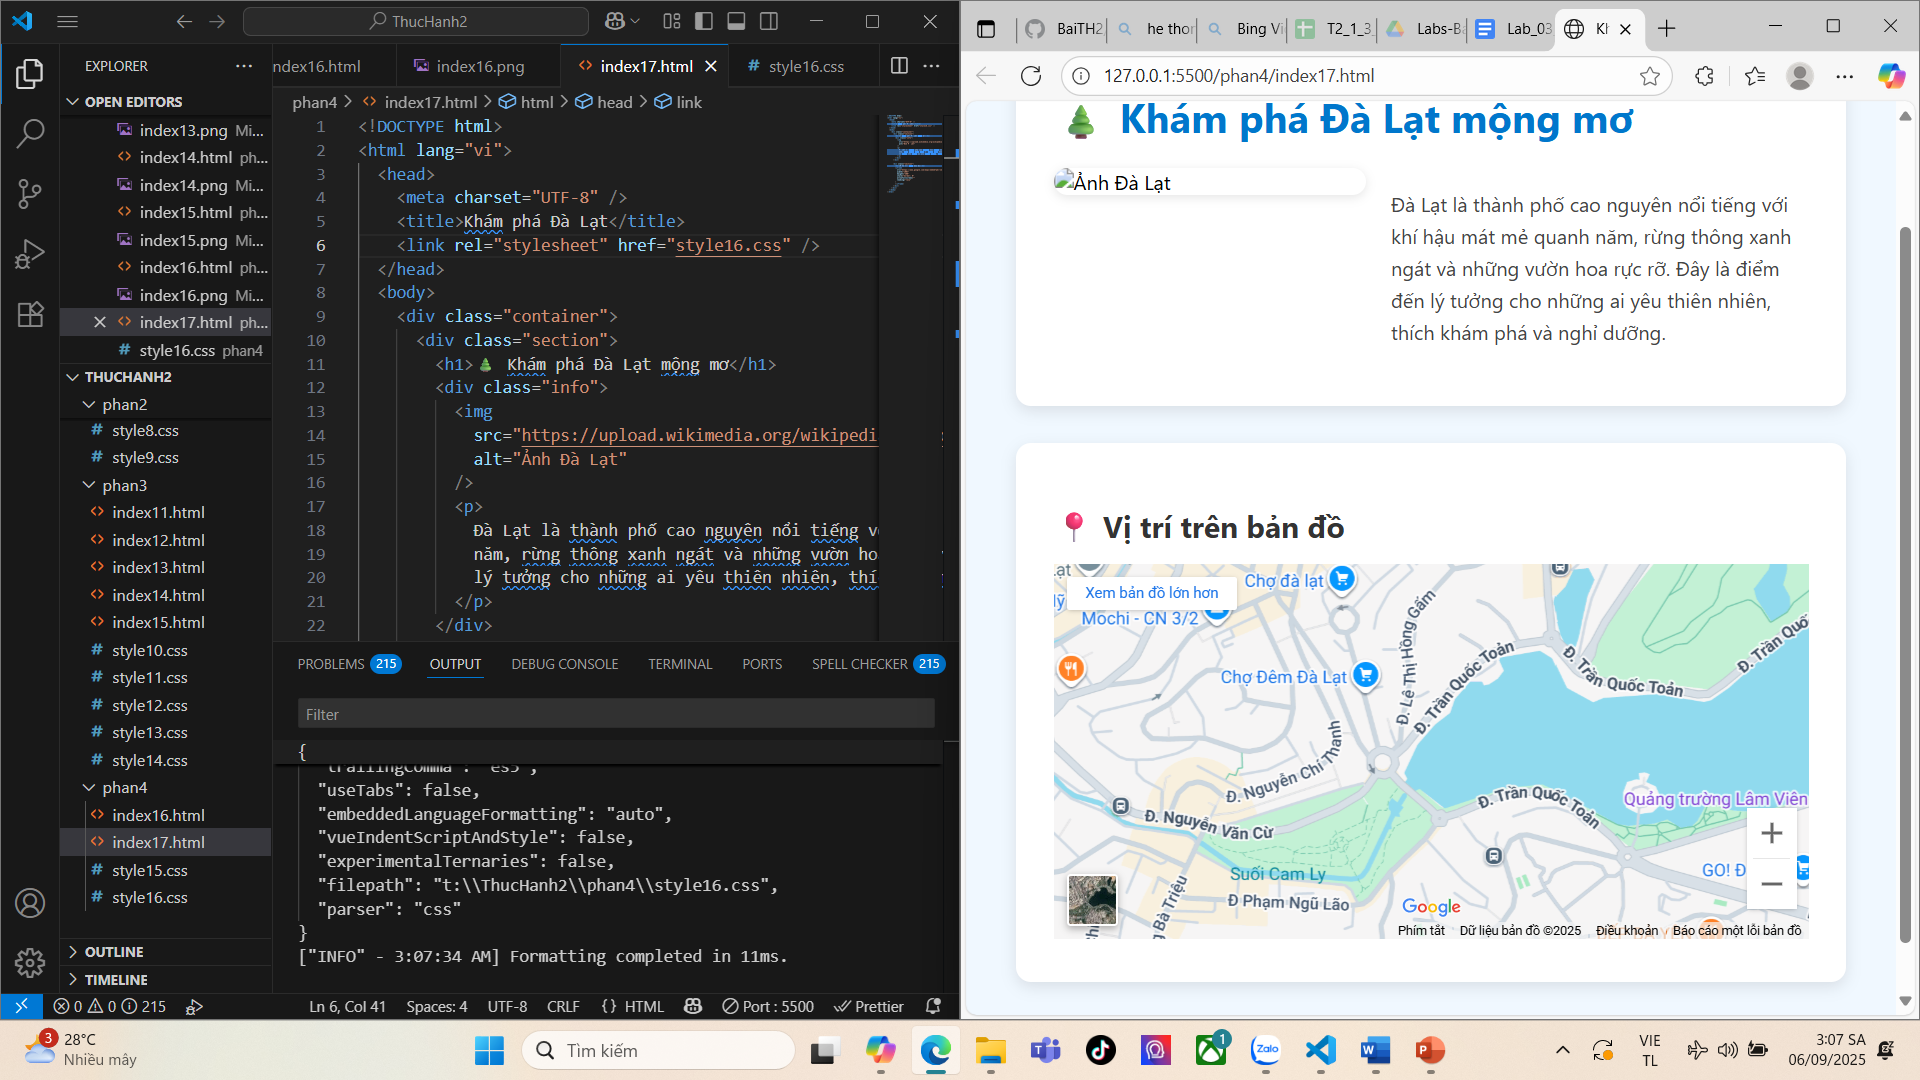 ThucHanh2
EXPLORER
OPEN EDITORS
index13.png Mi...
index14.html ph...
index14.png Mi...
index15.html ph...
index15.png Mi...
index16.html ph...
index16.png Mi...
index17.html ph...
style16.css phan4
THUCHANH2
phan2
style8.css
style9.css
phan3
index11.html
index12.html
index13.html
index14.html
index15.html
style10.css
style11.css
style12.css
style13.css
style14.css
phan4
index16.html
index17.html
style15.css
style16.css
OUTLINE
TIMELINE
ndex16.html index16.png index17.html style16.css
phan4 > index17.html > html > head > link
1 <!DOCTYPE html>
2 <html lang="vi">
3 <head>
4 <meta charset="UTF-8" />
5 <title>Khám phá Đà Lạt</title>
6 <link rel="stylesheet" href="style16.css" />
7 </head>
8 <body>
9 <div class="container">
10 <div class="section">
11 <h1>🌲 Khám phá Đà Lạt mộng mơ</h1>
12 <div class="info">
13 <img
14 src="https://upload.wikimedia.org/wikipedi
15 alt="Ảnh Đà Lạt"
16 />
17 <p>
18 Đà Lạt là thành phố cao nguyên nổi tiếng v
19 năm, rừng thông xanh ngát và những vườn ho
20 lý tưởng cho những ai yêu thiên nhiên, thí
21 </p>
22 </div>
PROBLEMS 215 OUTPUT DEBUG CONSOLE TERMINAL PORTS SPELL CHECKER 215
Filter
{
"trailingComma": "es5",
"useTabs": false,
"embeddedLanguageFormatting": "auto",
"vueIndentScriptAndStyle": false,
"experimentalTernaries": false,
"filepath": "t:\\ThucHanh2\\phan4\\style16.css",
"parser": "css"
}
["INFO" - 3:07:34 AM] Formatting completed in 11ms.
0 0 215 Ln 6, Col 41 Spaces: 4 UTF-8 CRLF {} HTML Port : 5500 Prettier
BaiTH2 he thor Bing Vi T2_1_3 Labs-Ba Lab_03 Kh
127.0.0.1:5500/phan4/index17.html
🌲 Khám phá Đà Lạt mộng mơ
Ảnh Đà Lạt
Đà Lạt là thành phố cao nguyên nổi tiếng với
khí hậu mát mẻ quanh năm, rừng thông xanh
ngát và những vườn hoa rực rỡ. Đây là điểm
đến lý tưởng cho những ai yêu thiên nhiên,
thích khám phá và nghỉ dưỡng.
📍 Vị trí trên bản đồ
Xem bản đồ lớn hơn
Chợ đà lạt
Mochi - CN 3/2
Chợ Đêm Đà Lạt
Đ. Lê Thị Hồng Gấm
Đ. Trần Quốc Toản
Đ. Trần Quốc Toản
Đ. Trần Quố
Đ. Nguyễn Chí Thanh
Đ. Trần Quốc Toản
Quảng trường Lâm Viên
Đ. Nguyễn Văn Cừ
GO! Đ
Suối Cam Ly
Đ Phạm Ngũ Lão
g Bà Triệu
Google
Phím tắt Dữ liệu bản đồ ©2025 Điều khoản Báo cáo một lỗi bản đồ
3
28°C
Nhiều mây
Tìm kiếm
Zalo
1
VIE
TL
3:07 SA
06/09/2025